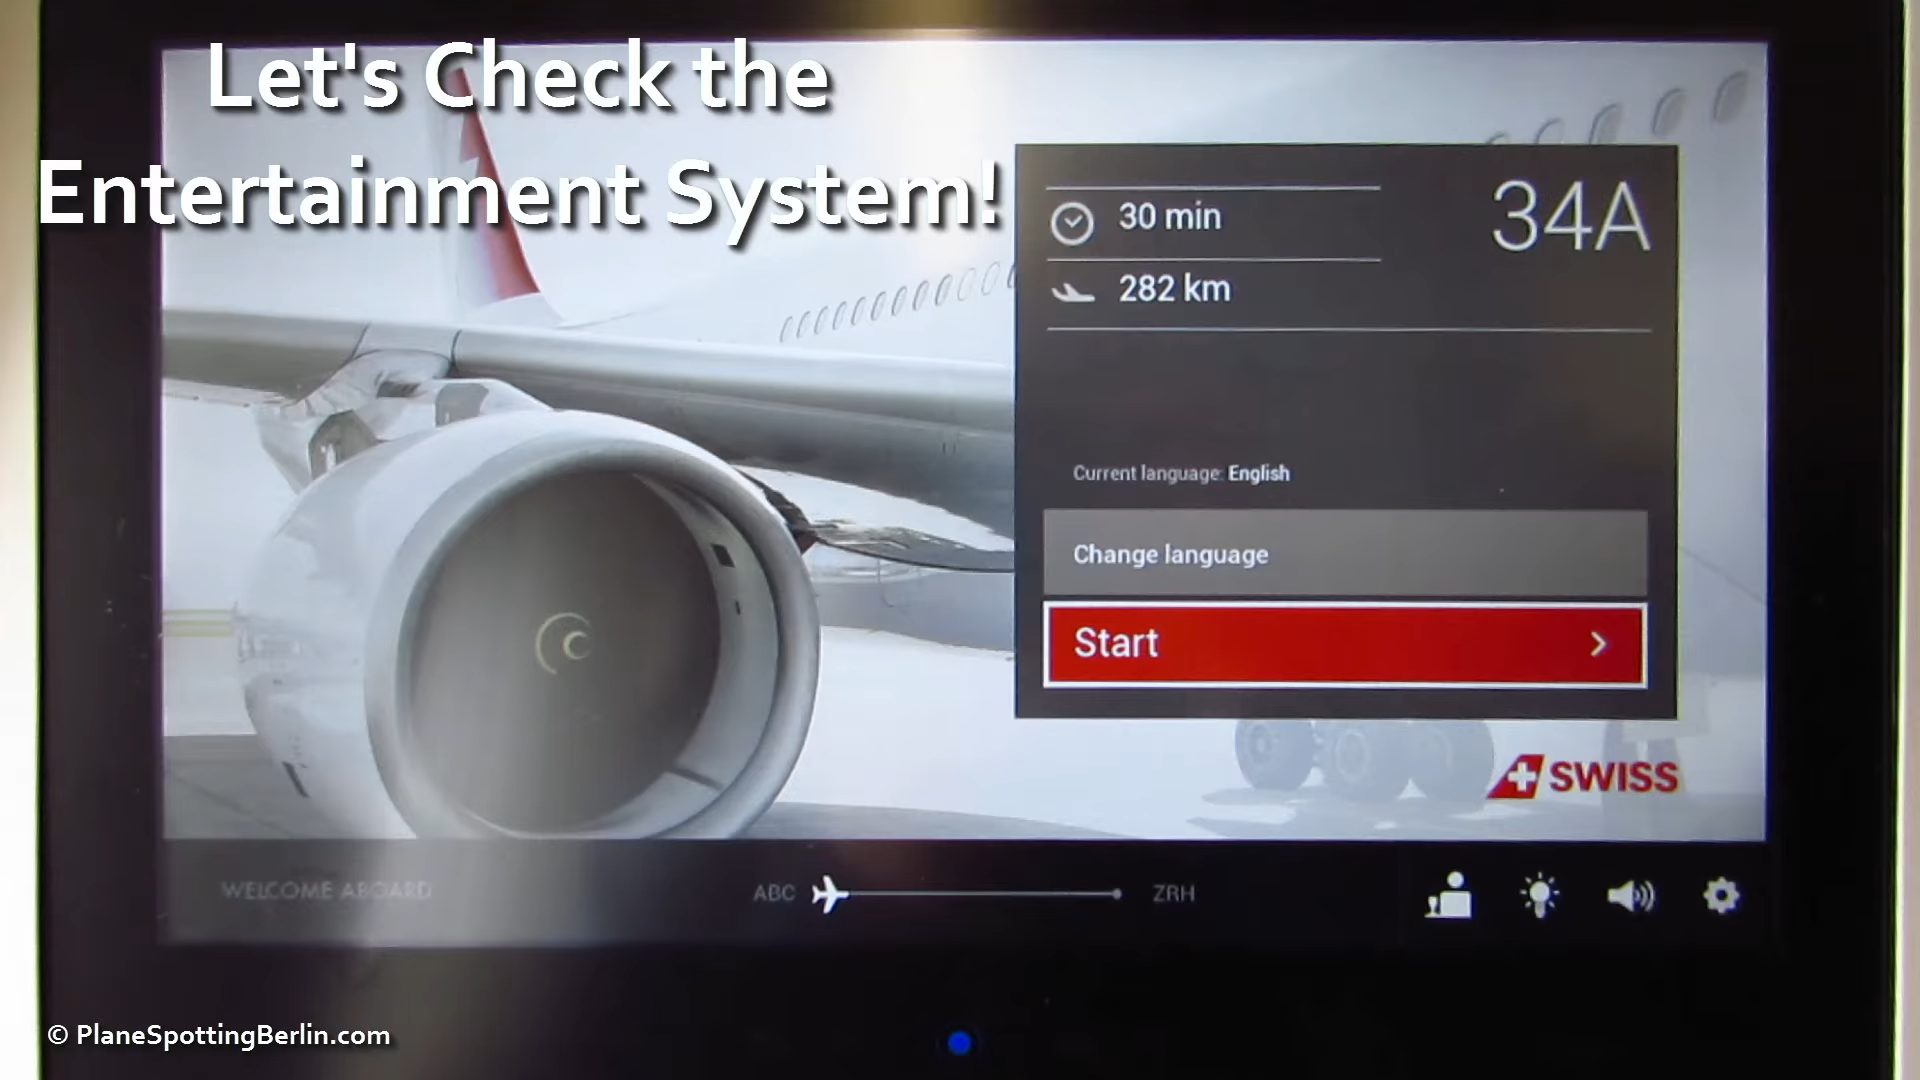 Let's Check the
Entertainment System!
30 min
34A
282 km
Current language: English
Change language
Start
SWISS
WELCOME ABOARD
ABC
ZRH
© PlaneSpottingBerlin.com